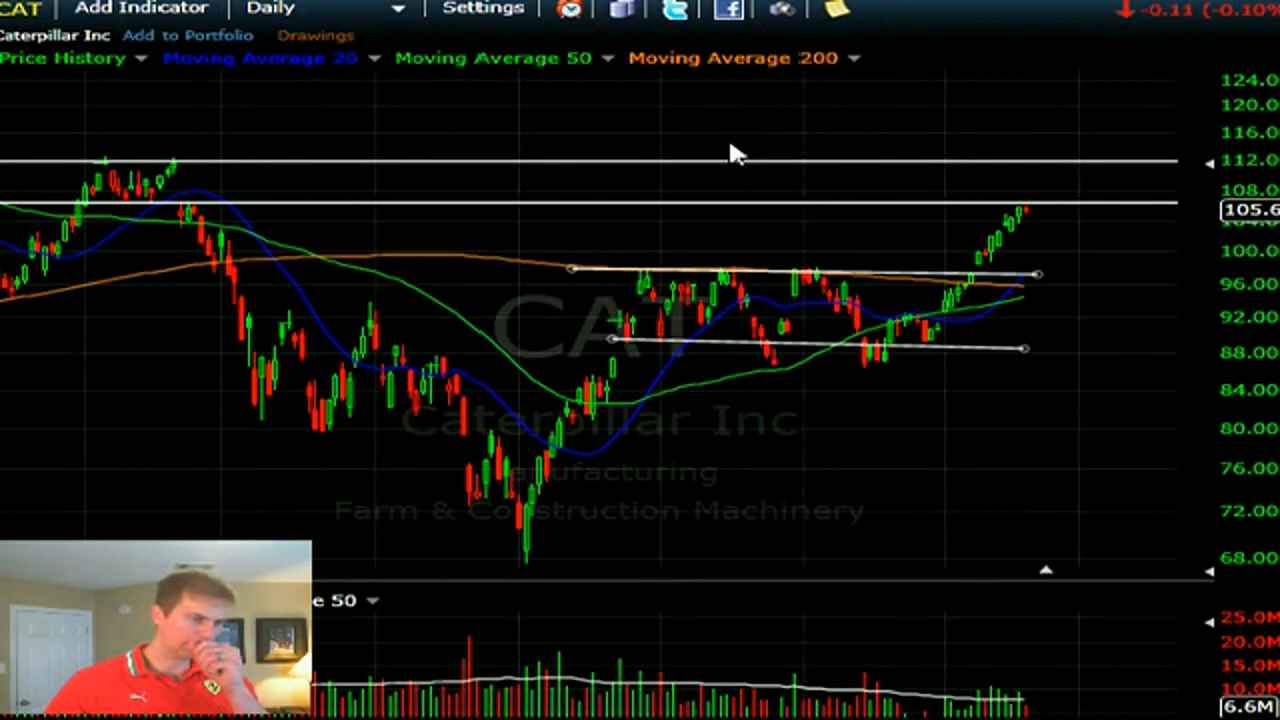 CAT Add Indicator Daily Settings -0.11 (-0.10%
Caterpillar Inc Add to Portfolio Drawings
Price History Moving Average 20 Moving Average 50 Moving Average 200
124.0
120.0
116.0
112.0
108.0
105.6
104.0
100.0
96.00
92.00
88.00
84.00
80.00
76.00
72.00
68.00
CAT
Caterpillar Inc
Manufacturing
Farm & Construction Machinery
e 50
25.0M
20.0M
15.0M
10.0M
6.6M